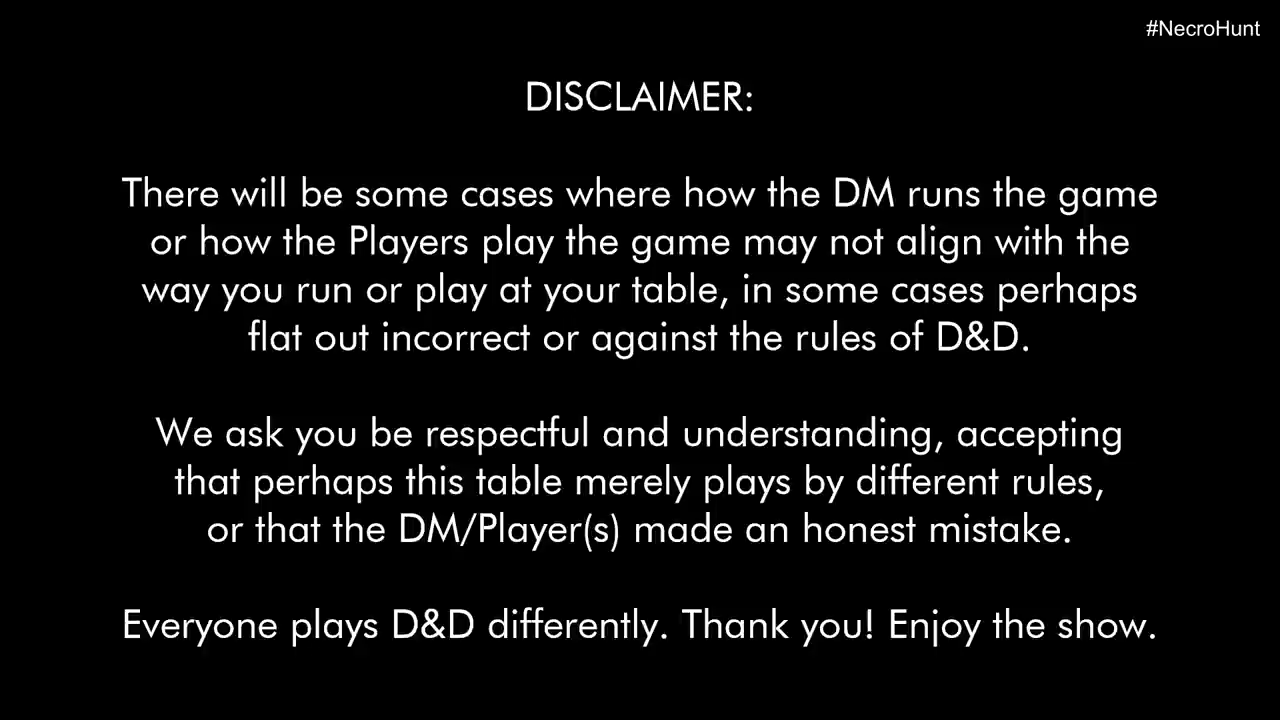 #NecroHunt
DISCLAIMER:
There will be some cases where how the DM runs the game
or how the Players play the game may not align with the
way you run or play at your table, in some cases perhaps
flat out incorrect or against the rules of D&D.
We ask you be respectful and understanding, accepting
that perhaps this table merely plays by different rules,
or that the DM/Player(s) made an honest mistake.
Everyone plays D&D differently. Thank you! Enjoy the show.